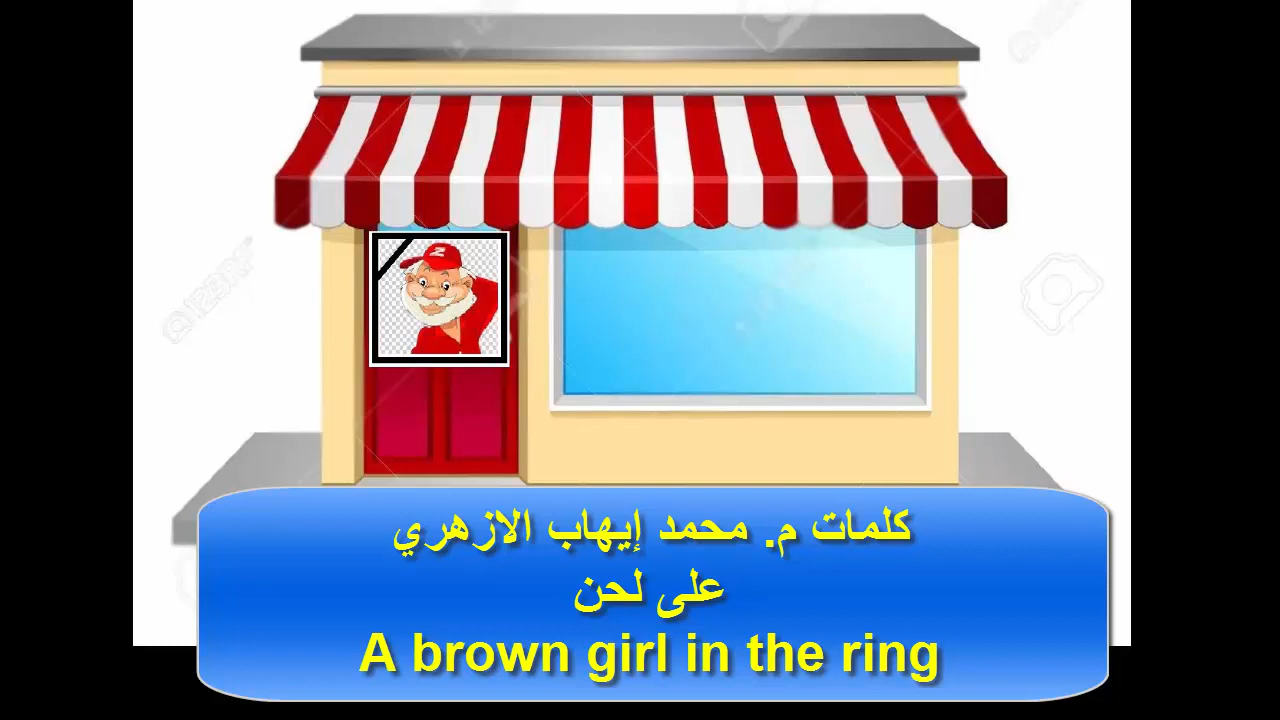 Z
كلمات م. محمد إيهاب الازهري
على لحن
A brown girl in the ring